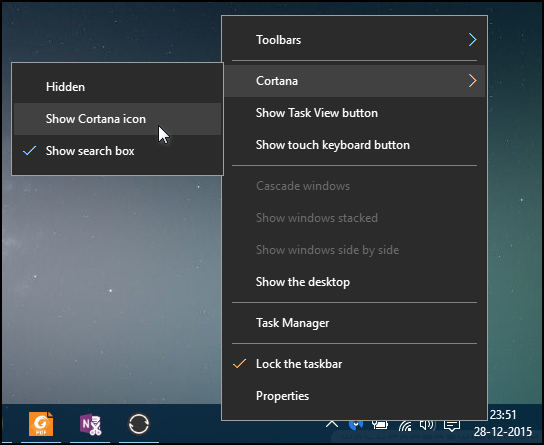 Toolbars
Cortana
Show Task View button
Show touch keyboard button
Cascade windows
Show windows stacked
Show windows side by side
Show the desktop
Task Manager
Lock the taskbar
Properties
Hidden
Show Cortana icon
Show search box
PDF
N
23:51
28-12-2015